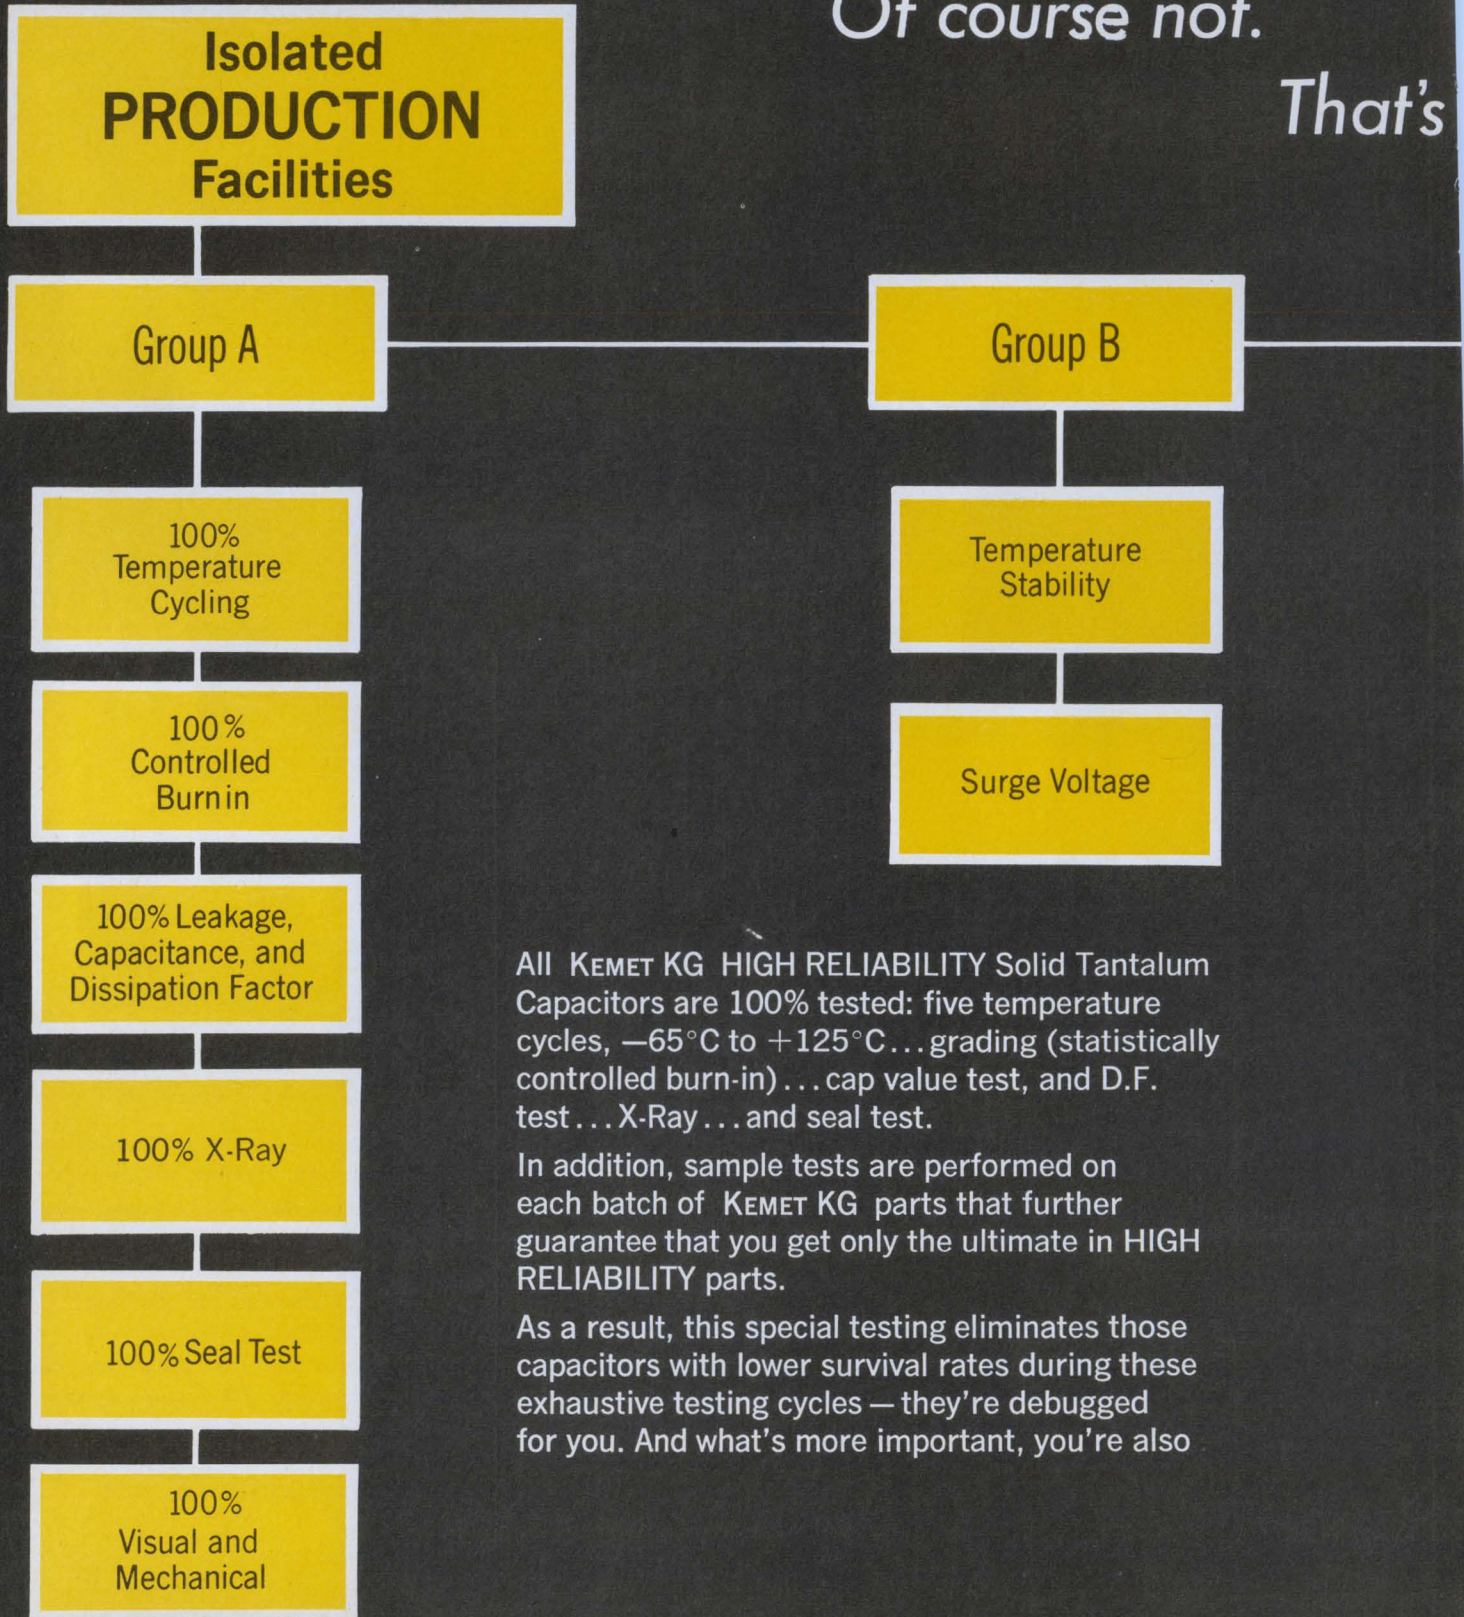 Of course not.
That's
Isolated
PRODUCTION
Facilities
Group A
Group B
100%
Temperature
Cycling
100%
Controlled
Burn in
100% Leakage,
Capacitance, and
Dissipation Factor
100% X-Ray
100% Seal Test
100%
Visual and
Mechanical
Temperature
Stability
Surge Voltage
All KEMET KG HIGH RELIABILITY Solid Tantalum
Capacitors are 100% tested: five temperature
cycles, —65°C to +125°C...grading (statistically
controlled burn-in)...cap value test, and D.F.
test...X-Ray...and seal test.
In addition, sample tests are performed on
each batch of KEMET KG parts that further
guarantee that you get only the ultimate in HIGH
RELIABILITY parts.
As a result, this special testing eliminates those
capacitors with lower survival rates during these
exhaustive testing cycles — they're debugged
for you. And what's more important, you're also